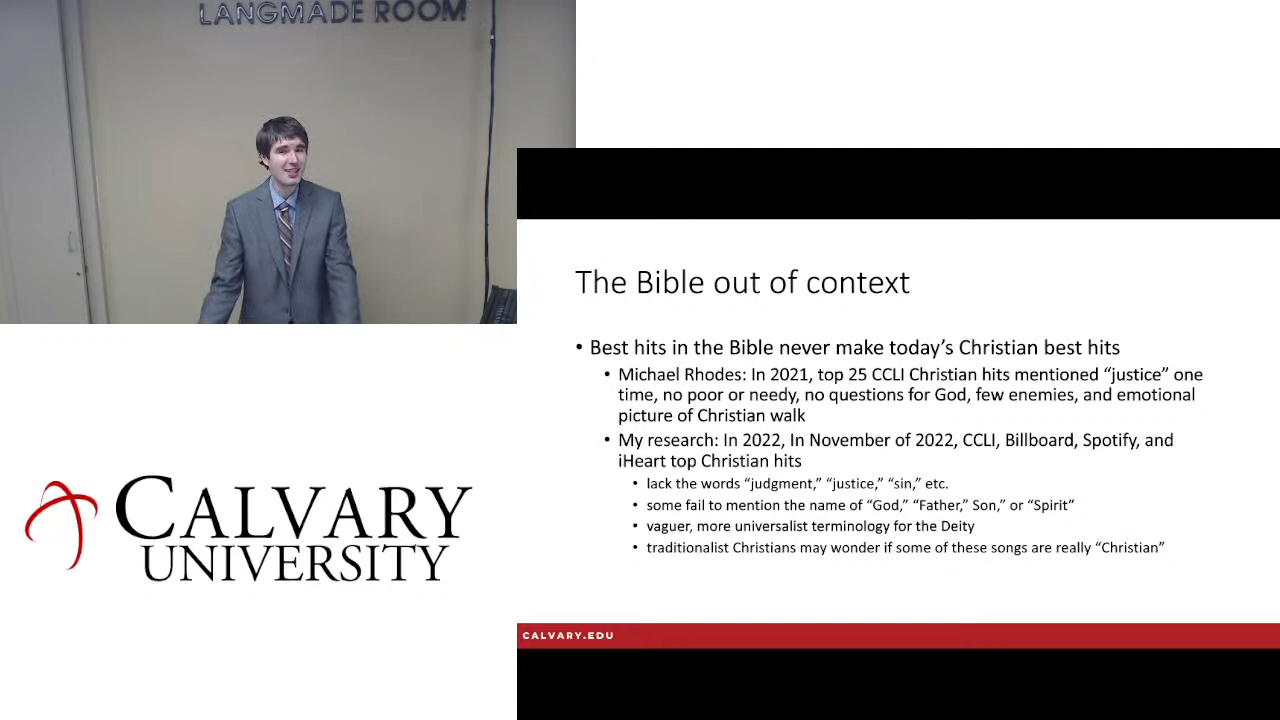 LANGMADE ROOM
The Bible out of context
• Best hits in the Bible never make today’s Christian best hits
• Michael Rhodes: In 2021, top 25 CCLI Christian hits mentioned “justice” one
time, no poor or needy, no questions for God, few enemies, and emotional
picture of Christian walk
• My research: In 2022, In November of 2022, CCLI, Billboard, Spotify, and
iHeart top Christian hits
• lack the words “judgment,” “justice,” “sin,” etc.
• some fail to mention the name of “God,” “Father,” Son,” or “Spirit”
• vaguer, more universalist terminology for the Deity
• traditionalist Christians may wonder if some of these songs are really “Christian”
CALVARY
UNIVERSITY
CALVARY.EDU